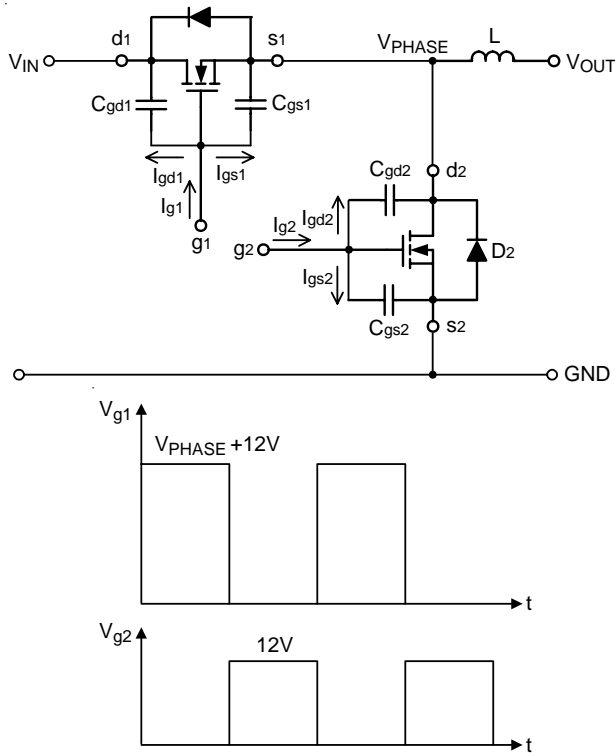 d1
s1
VPHASE
L
VIN
VOUT
Cgd1
Cgs1
Igd1
Igs1
Ig1
g1
Cgd2
d2
Ig2
Igd2
g2
D2
Igs2
Cgs2
s2
GND
Vg1
VPHASE +12V
t
Vg2
12V
t